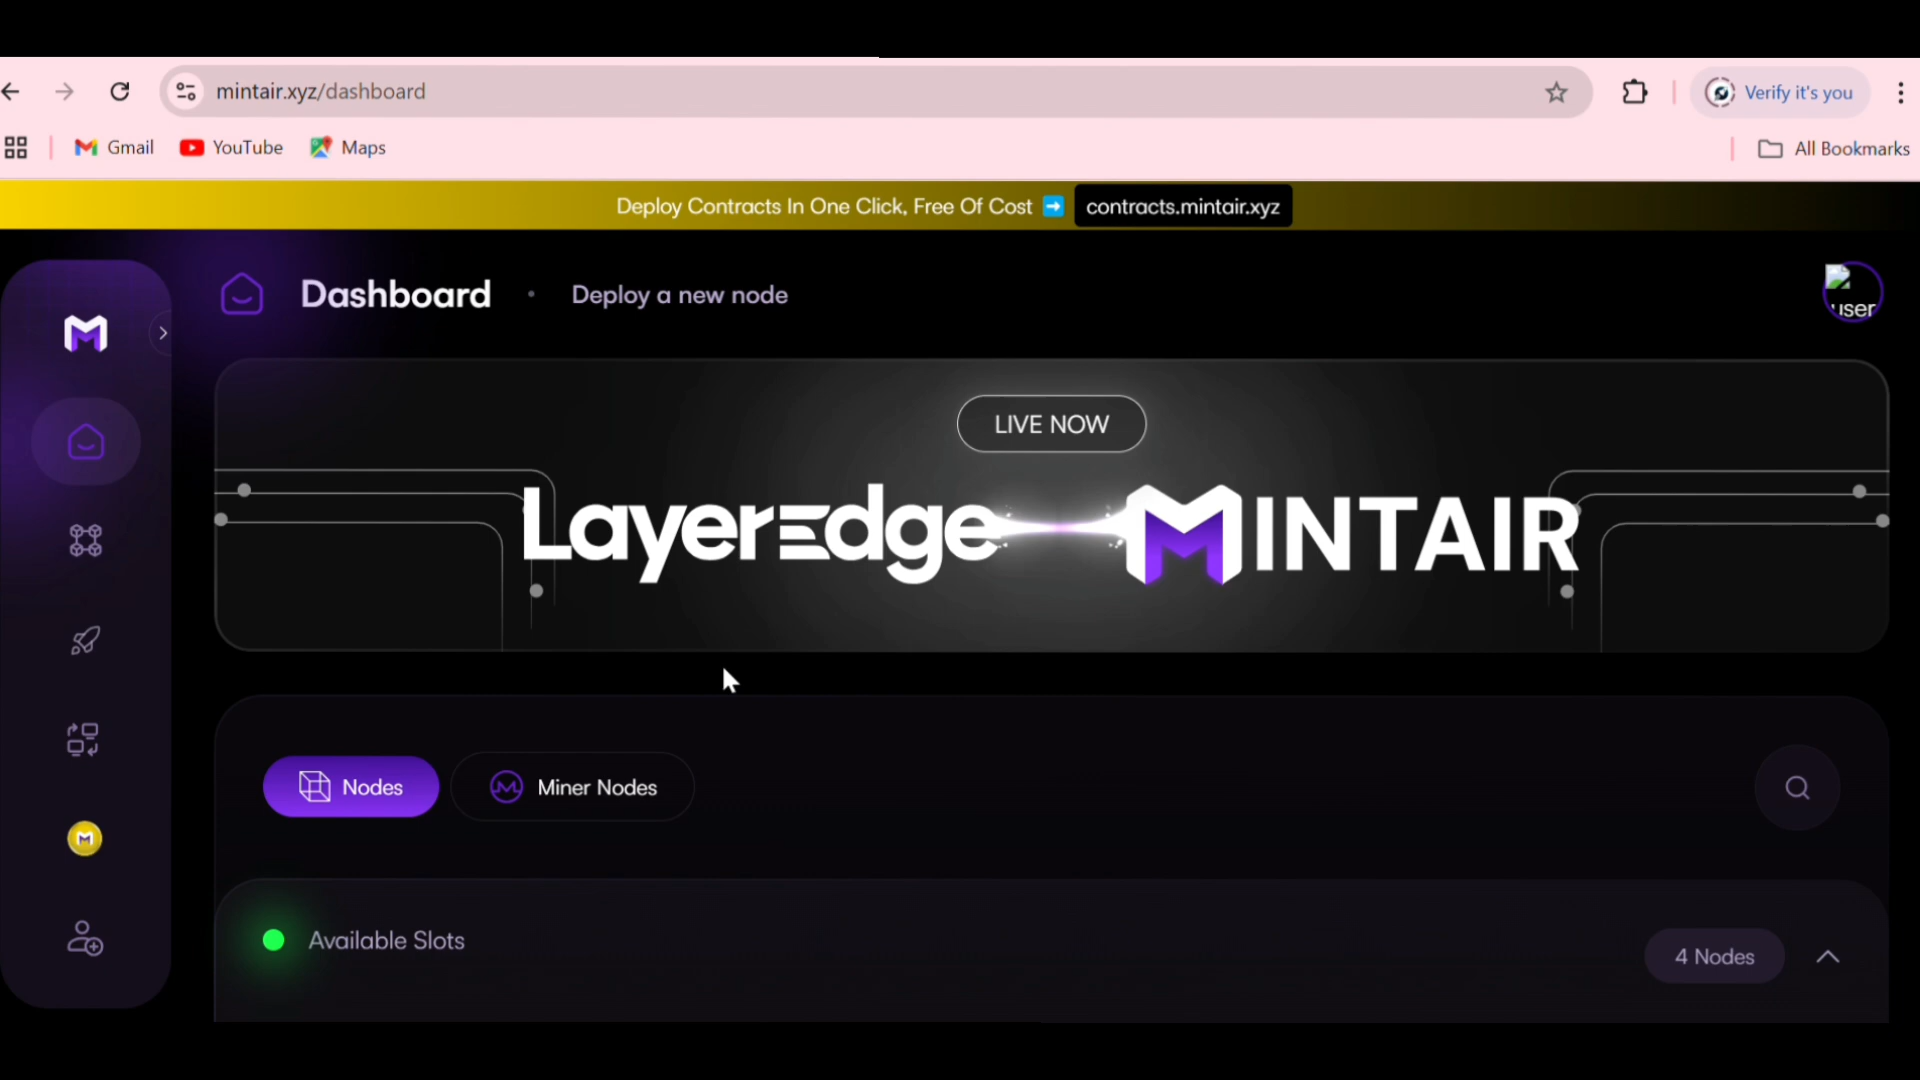 mintair.xyz/dashboard
Verify it's you
Gmail
YouTube
Maps
All Bookmarks
Deploy Contracts In One Click, Free Of Cost ➡ contracts.mintair.xyz
Dashboard • Deploy a new node
user
LIVE NOW
LayerEdge MINTAIR
Nodes
Miner Nodes
Available Slots
4 Nodes